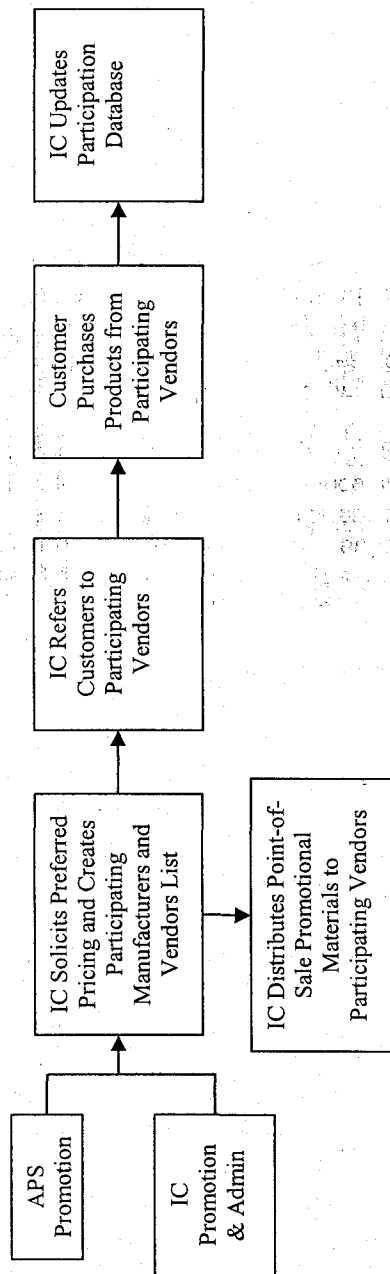 APS
Promotion
IC
Promotion
& Admin
IC Solicits Preferred
Pricing and Creates
Participating
Manufacturers and
Vendors List
IC Distributes Point-of-
Sale Promotional
Materials to
Participating Vendors
IC Refers
Customers to
Participating
Vendors
Customer
Purchases
Products from
Participating
Vendors
IC Updates
Participation
Database